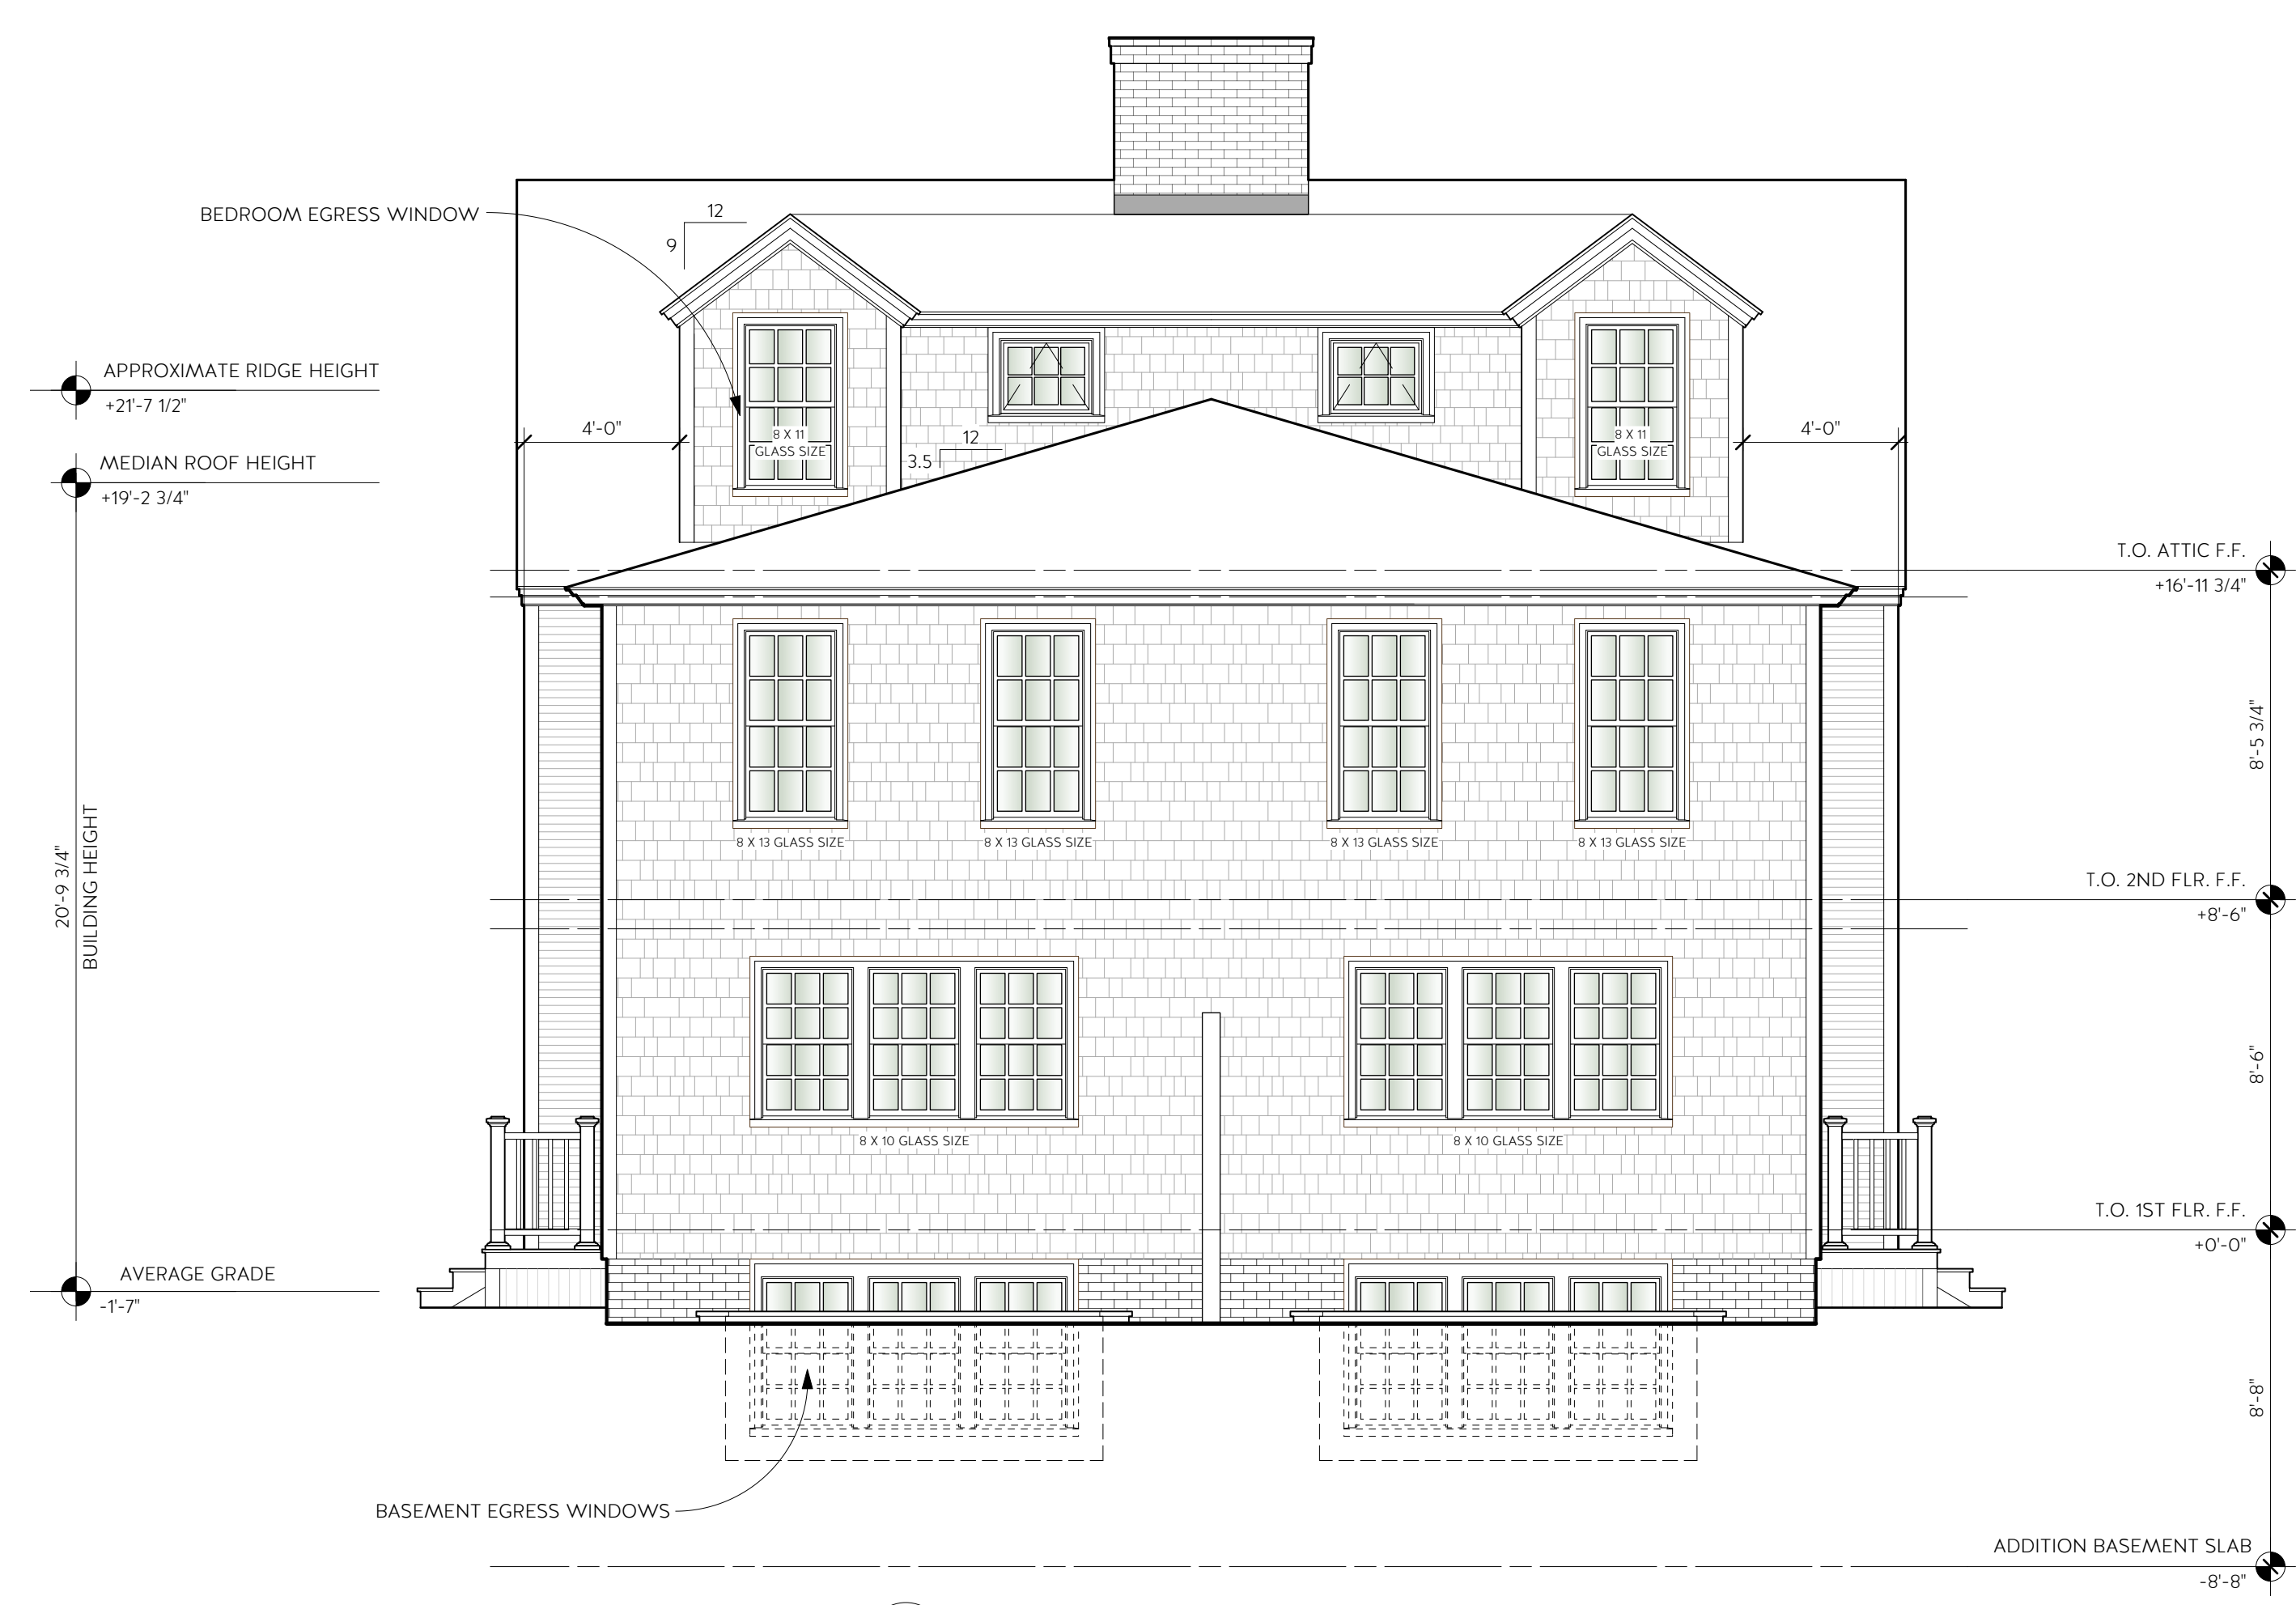 BEDROOM EGRESS WINDOW
12
9
APPROXIMATE RIDGE HEIGHT
+21'-7 1/2"
MEDIAN ROOF HEIGHT
+19'-2 3/4"
4'-0"
8 X 11
GLASS SIZE
12
3.5
8 X 11
GLASS SIZE
4'-0"
T.O. ATTIC F.F.
+16'-11 3/4"
8'-5 3/4"
8 X 13 GLASS SIZE
8 X 13 GLASS SIZE
8 X 13 GLASS SIZE
8 X 13 GLASS SIZE
20'-9 3/4"
BUILDING HEIGHT
T.O. 2ND FLR. F.F.
+8'-6"
8'-6"
8 X 10 GLASS SIZE
8 X 10 GLASS SIZE
T.O. 1ST FLR. F.F.
+0'-0"
AVERAGE GRADE
-1'-7"
8'-8"
BASEMENT EGRESS WINDOWS
ADDITION BASEMENT SLAB
-8'-8"